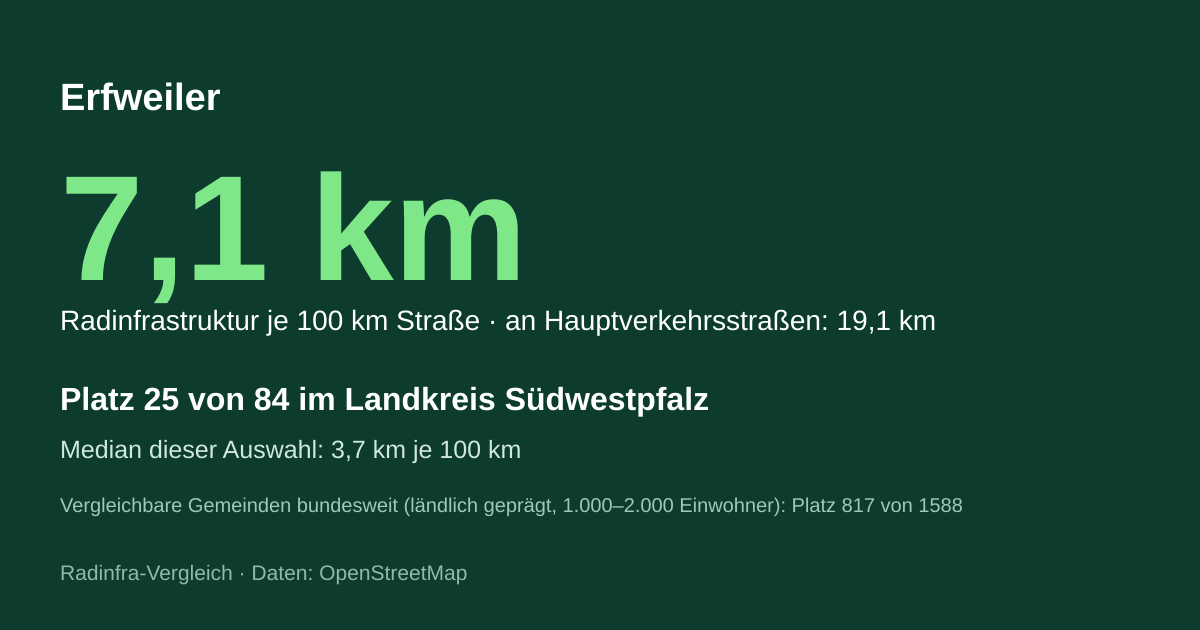 Erfweiler
7,1 km
Radinfrastruktur je 100 km Straße · an Hauptverkehrsstraßen: 19,1 km
Platz 25 von 84 im Landkreis Südwestpfalz
Median dieser Auswahl: 3,7 km je 100 km
Vergleichbare Gemeinden bundesweit (ländlich geprägt, 1.000–2.000 Einwohner): Platz 817 von 1588
Radinfra-Vergleich · Daten: OpenStreetMap